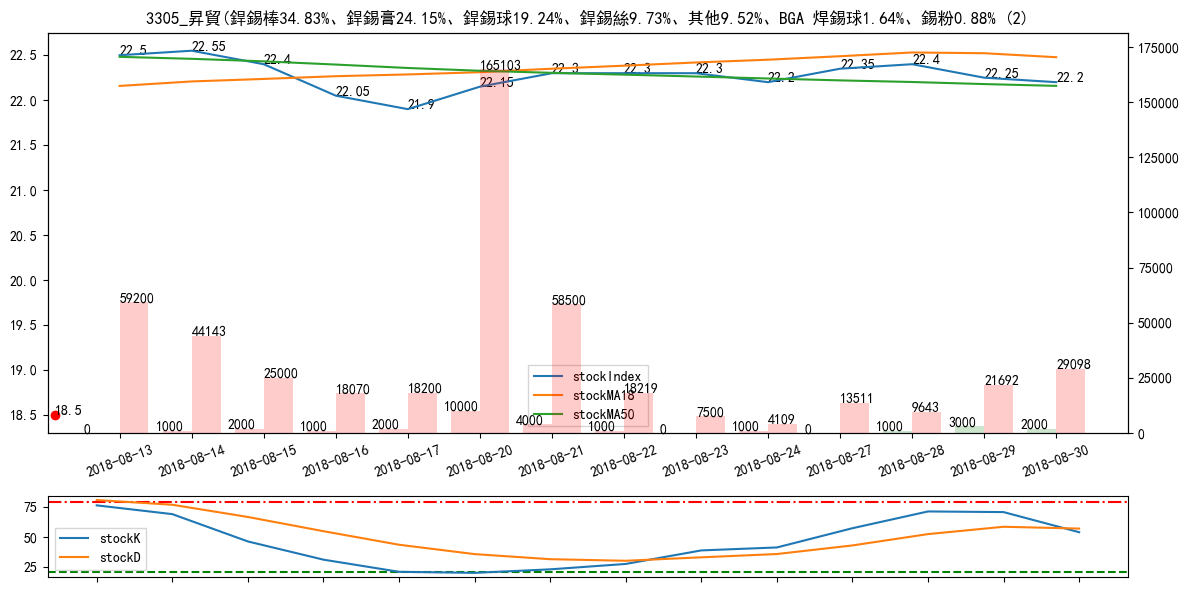 3305_昇貿(銲錫棒34.83%、銲錫膏24.15%、銲錫球19.24%、銲錫絲9.73%、其他9.52%、BGA 焊錫球1.64%、錫粉0.88% (2)
22.5 22.55 22.4 22.05 21.9 22.15 22.3 22.3 22.3 22.2 22.35 22.4 22.25 22.2
165103
59200 44143 25000 18070 18200 58500 18219 7500 4109 13511 9643 21692 29098
18.5
0 1000 2000 1000 2000 10000 4000 1000 0 1000 0 1000 3000 2000
stockIndex
stockMA18
stockMA50
22.5
22.0
21.5
21.0
20.5
20.0
19.5
19.0
18.5
175000
150000
125000
100000
75000
50000
25000
0
2018-08-13 2018-08-14 2018-08-15 2018-08-16 2018-08-17 2018-08-20 2018-08-21 2018-08-22 2018-08-23 2018-08-24 2018-08-27 2018-08-28 2018-08-29 2018-08-30
75
50
25
stockK
stockD